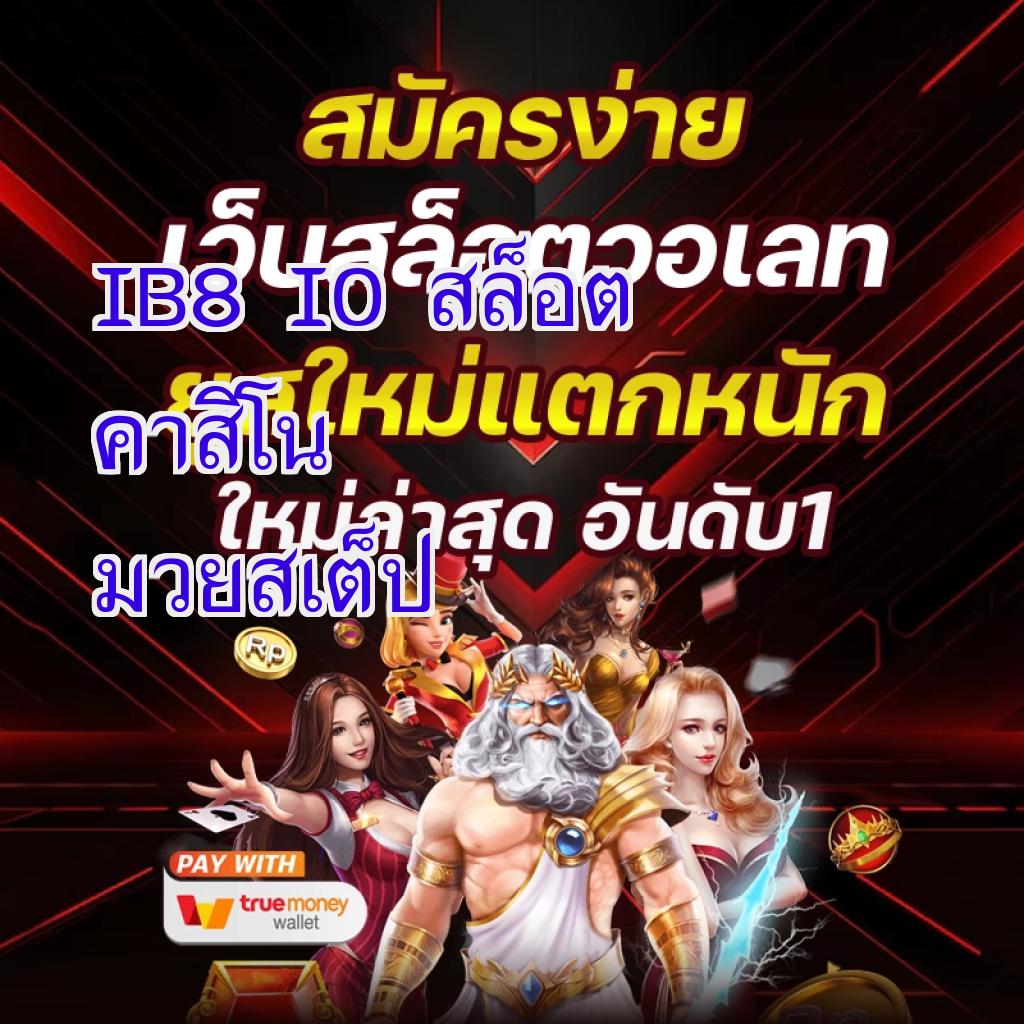 สมัครง่าย
เว็บสล็อตวอเลท
IB8 IO สล็อต
ใหม่แตกหนัก
คาสิโน
ใหม่ล่าสุด อันดับ1
มวยสเต็ป
Rp
PAY WITH
truemoney
wallet